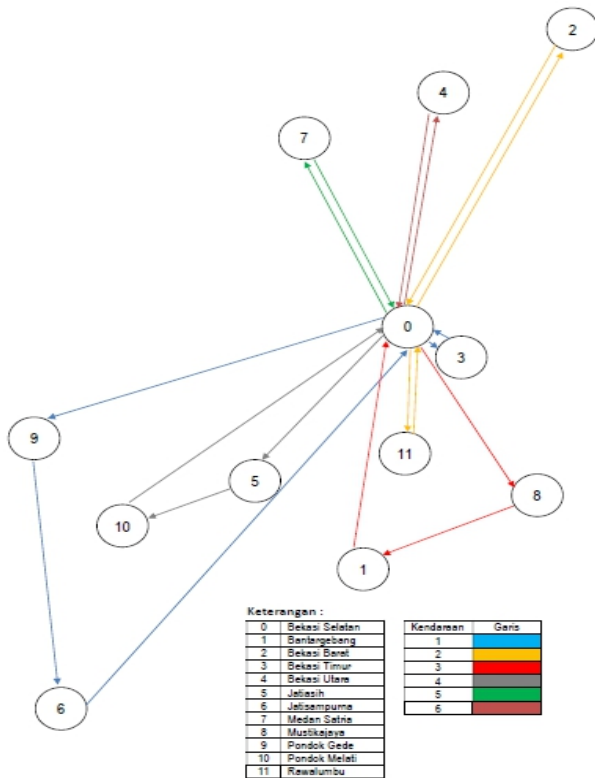 2
4
7
0
3
9
11
5
8
10
1
6
Keterangan :
0 Bekasi Selatan
1 Bantargebang
2 Bekasi Barat
3 Bekasi Timur
4 Bekasi Utara
5 Jatiasih
6 Jatisampurna
7 Medan Satria
8 Mustikajaya
9 Pondok Gede
10 Pondok Melati
11 Rawalumbu
Kendaraan Garis
1
2
3
4
5
6